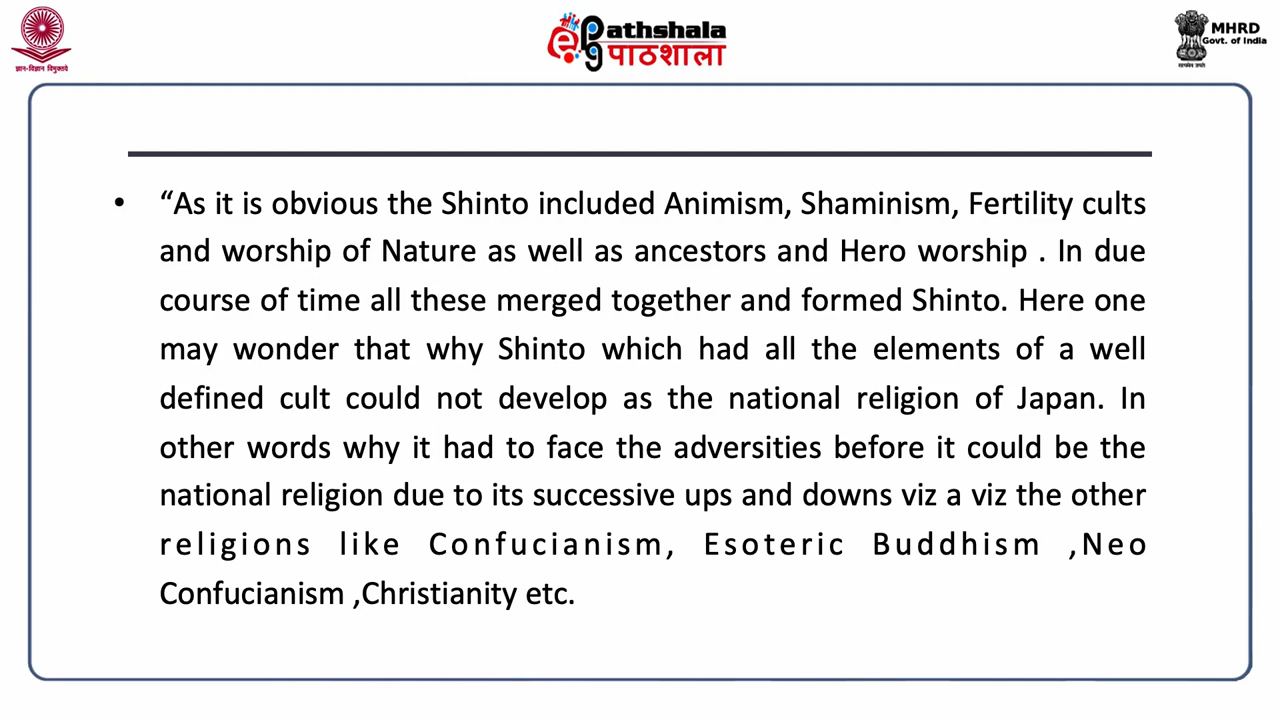 ज्ञान-विज्ञान विमुक्तये
e
PG
athshala
पाठशाला
MHRD
Govt. of India
सत्यमेव जयते
• “As it is obvious the Shinto included Animism, Shaminism, Fertility cults
and worship of Nature as well as ancestors and Hero worship . In due
course of time all these merged together and formed Shinto. Here one
may wonder that why Shinto which had all the elements of a well
defined cult could not develop as the national religion of Japan. In
other words why it had to face the adversities before it could be the
national religion due to its successive ups and downs viz a viz the other
religions like Confucianism, Esoteric Buddhism ,Neo
Confucianism ,Christianity etc.